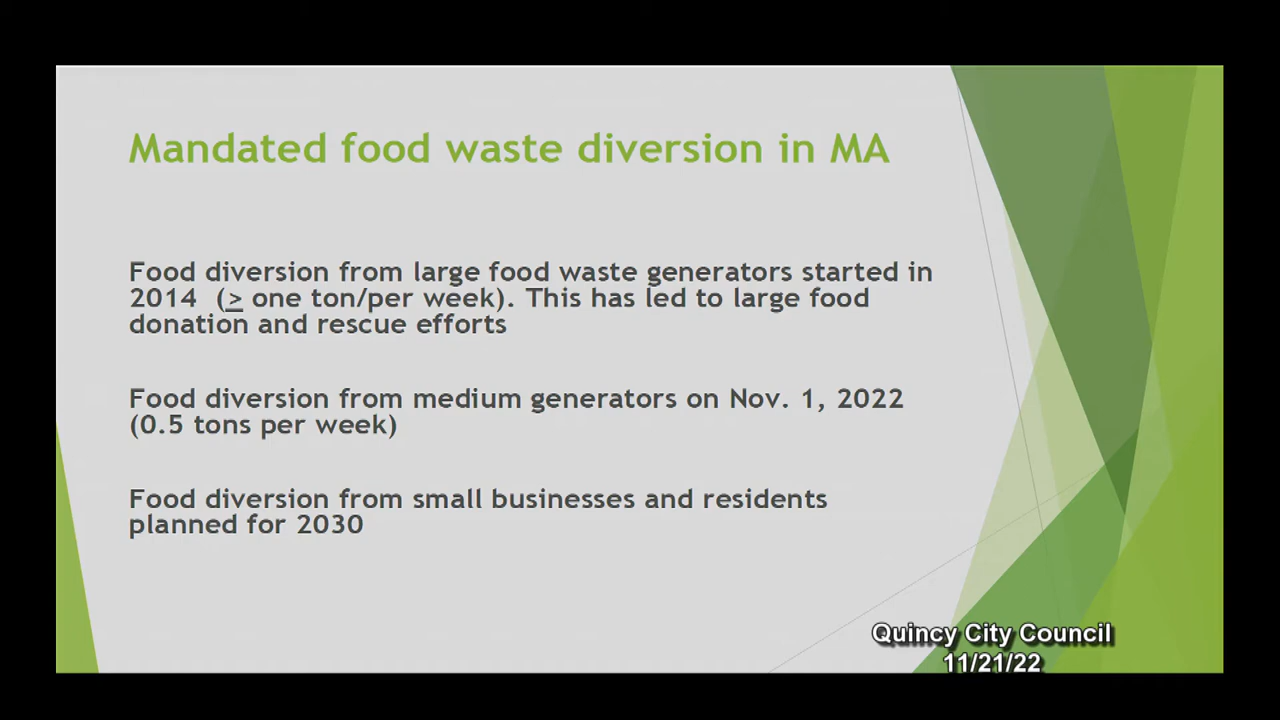 Mandated food waste diversion in MA
Food diversion from large food waste generators started in
2014 (≥ one ton/per week). This has led to large food
donation and rescue efforts
Food diversion from medium generators on Nov. 1, 2022
(0.5 tons per week)
Food diversion from small businesses and residents
planned for 2030
Quincy City Council
11/21/22